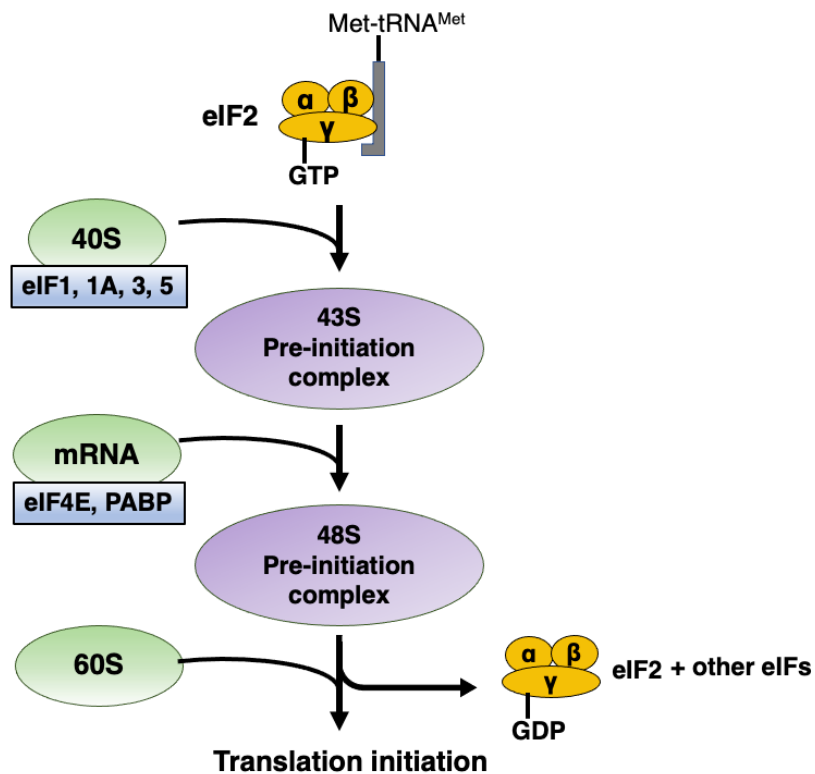 Met-tRNAMet
α β
eIF2
γ
GTP
40S
eIF1, 1A, 3, 5
43S
Pre-initiation
complex
mRNA
eIF4E, PABP
48S
Pre-initiation
complex
60S
α β
γ
eIF2 + other eIFs
GDP
Translation initiation